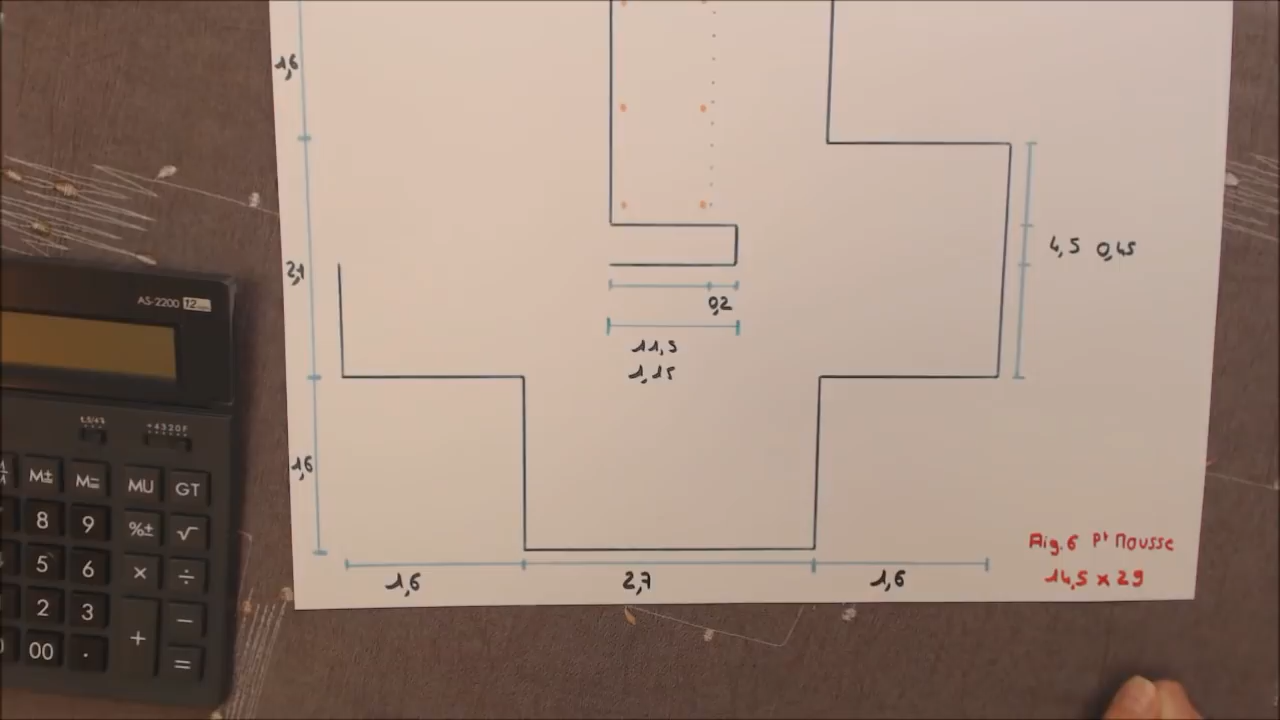 1,6
2,1
4,5 0,45
0,2
AS-2200 12
11,5
1,15
1,6
M± M= MU GT
8 9 %± √
5 6 × ÷
2 3 + −
00 . =
Aig.6 Pt Mousse
14,5 x 29
1,6 2,7 1,6